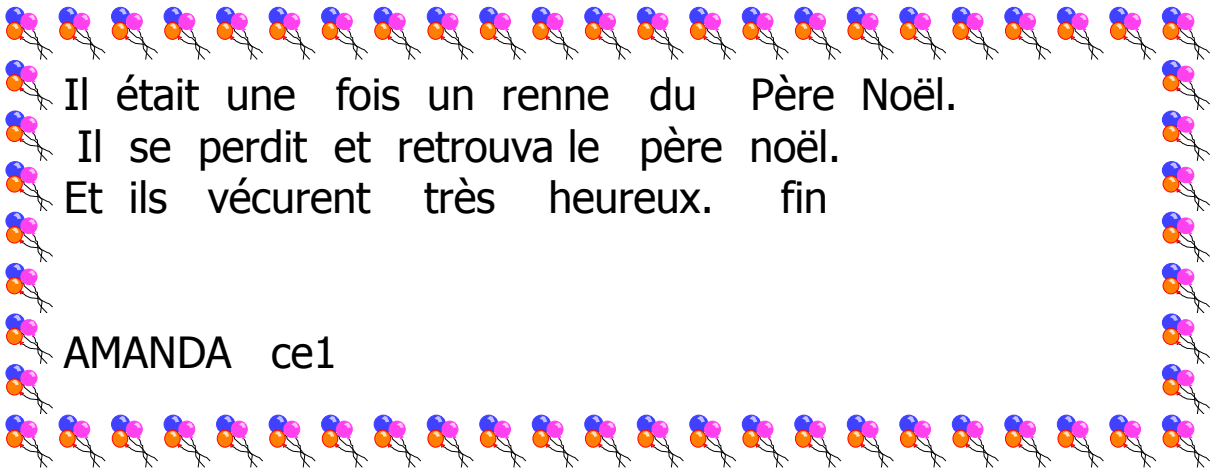 Il était une fois un renne du Père Noël.
Il se perdit et retrouva le père noël.
Et ils vécurent très heureux. fin
AMANDA ce1